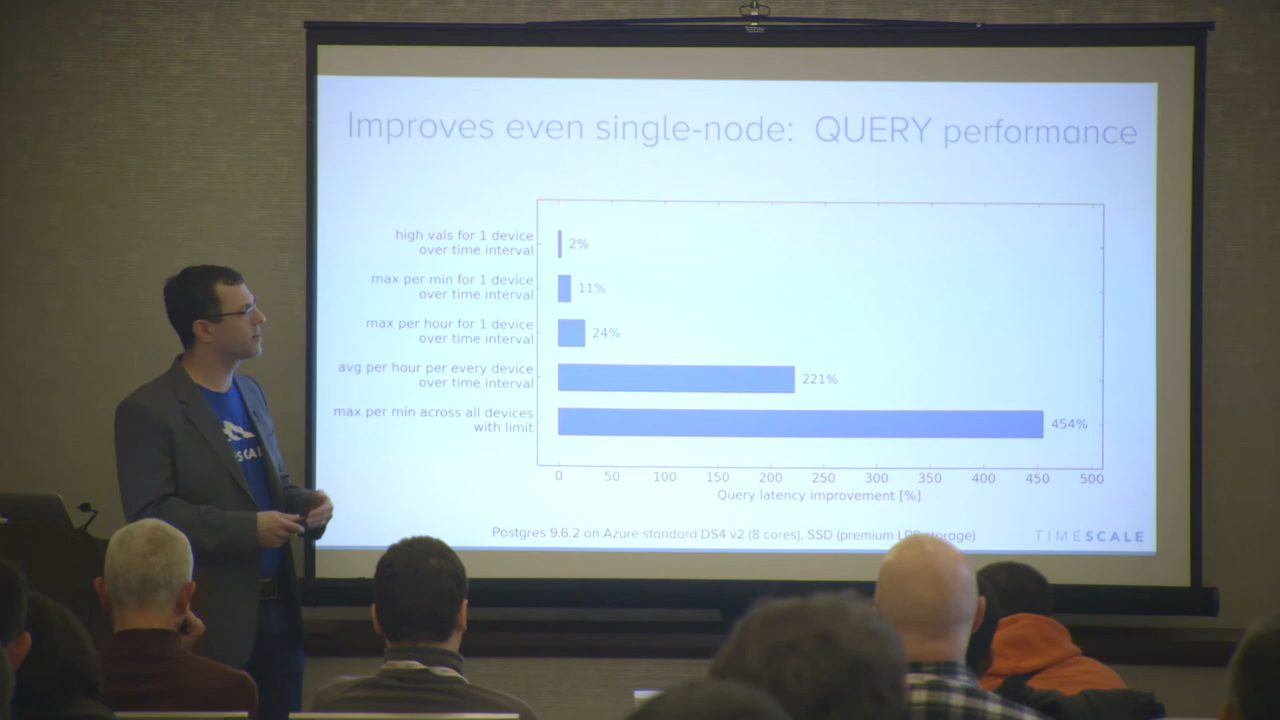 Improves even single-node: QUERY performance
high vals for 1 device
over time interval
2%
max per min for 1 device
over time interval
11%
max per hour for 1 device
over time interval
24%
avg per hour per every device
over time interval
221%
max per min across all devices
with limit
454%
0 50 100 150 200 250 300 350 400 450 500
Query latency improvement [%]
Postgres 9.6.2 on Azure standard DS4 v2 (8 cores), SSD (premium LRS storage)
TIMESCALE